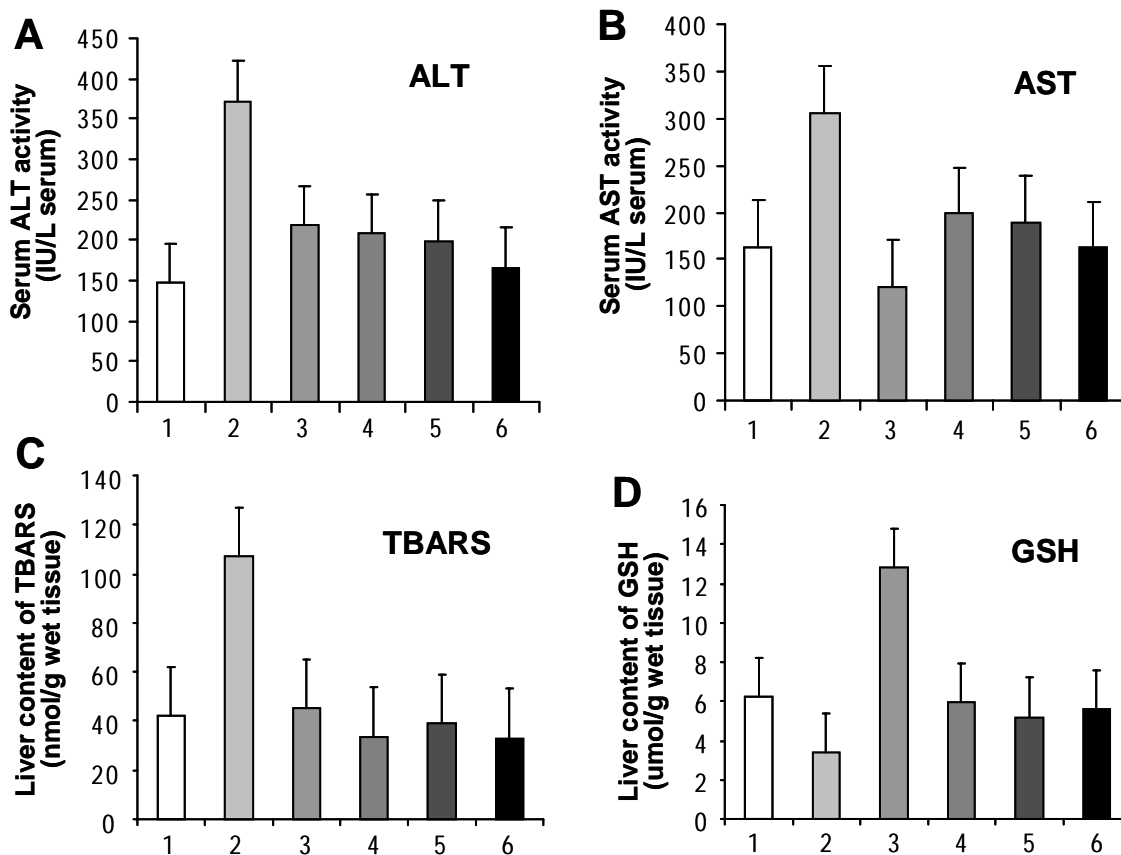 A
ALT
Serum ALT activity
(IU/L serum)
450
400
350
300
250
200
150
100
50
0
1 2 3 4 5 6
B
AST
Serum AST activity
(IU/L serum)
400
350
300
250
200
150
100
50
0
1 2 3 4 5 6
C
TBARS
Liver content of TBARS
(nmol/g wet tissue)
140
120
100
80
60
40
20
0
1 2 3 4 5 6
D
GSH
Liver content of GSH
(umol/g wet tissue)
16
14
12
10
8
6
4
2
0
1 2 3 4 5 6